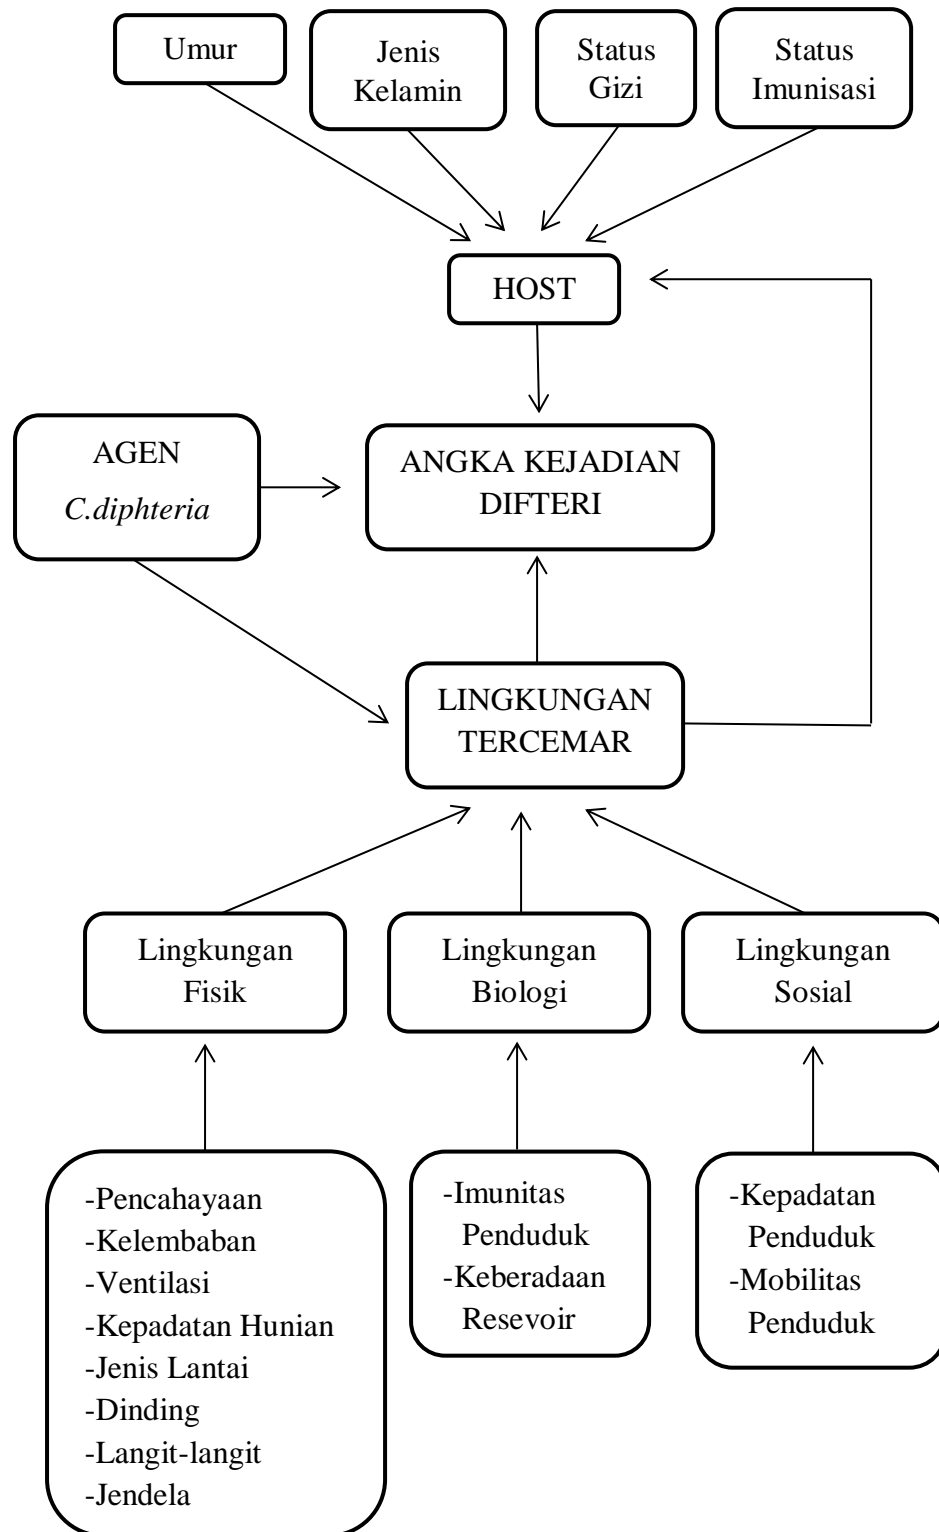 Umur
Jenis
Kelamin
Status
Gizi
Status
Imunisasi
HOST
AGEN
C.diphteria
ANGKA KEJADIAN
DIFTERI
LINGKUNGAN
TERCEMAR
Lingkungan
Fisik
Lingkungan
Biologi
Lingkungan
Sosial
-Pencahayaan
-Kelembaban
-Ventilasi
-Kepadatan Hunian
-Jenis Lantai
-Dinding
-Langit-langit
-Jendela
-Imunitas
Penduduk
-Keberadaan
Resevoir
-Kepadatan
Penduduk
-Mobilitas
Penduduk